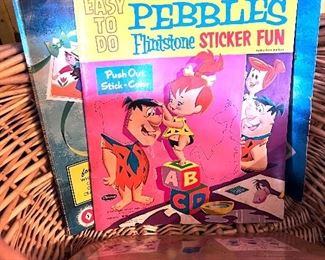 EASY
TO
DO
PEBBLES
Flintstone STICKER FUN
Push Out
Stick-Color
A
B
C
D